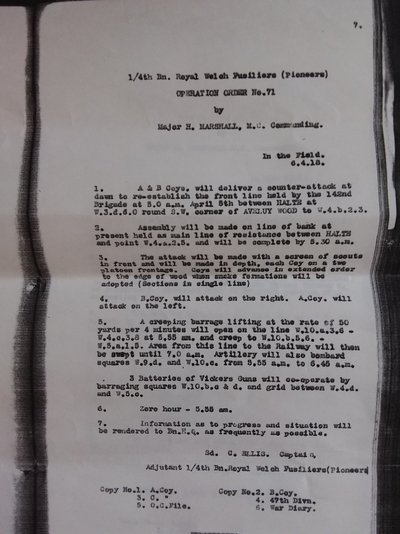 7.
1/4th Bn. Royal Welch Fusiliers (Pioneers)
OPERATION ORDER No.71
by
Major H. MARSHALL, M.C. Commanding.
In the Field.
6.4.18.
1. A & B Coys. will deliver a counter-attack at
dawn to re-establish the front line held by the 142nd
Brigade at 5.0 a.m. April 5th between HALTE at
W.3.d.6.0 round S.W. corner of AVELUY WOOD to W.4.b.2.3.
2. Assembly will be made on line of bank at
present held as main line of resistance between HALTE
and point W.4.a.2.5. and will be complete by 5.30 a.m.
3. The attack will be made with a screen of scouts
in front and will be made in depth, each Coy on a two
platoon frontage. Coys will advance in extended order
to the edge of wood when snake formations will be
adopted (Sections in single line)
4. B.Coy. will attack on the right. A.Coy. will
attack on the left.
5. A creeping barrage lifting at the rate of 50
yards per 4 minutes will open on the line W.10.a.3,6 -
W.4.c,3,8 at 5,55 am. and creep to W.10.b.5,6. -
W.5.a.1.5. Area from this line to the Railway will then
be swept until 7.0 a.m. Artillery will also bombard
squares W.9.d. and W.10.c. from 5.55 a.m. to 6.45 a.m.
3 Batteries of Vickers Guns will co-operate by
barraging squares W.10.b.c & d. and grid between W.4.d.
and W.5.c.
6. Zero hour - 5.55 am.
7. Information as to progress and situation will
be rendered to Bn.H.Q. as frequently as possible.
Sd. C. ELLIS. Captain,
Adjutant 1/4th Bn.Royal Welch Fusiliers(Pioneers
Copy No.1. A.Coy. Copy No.2. B.Coy.
3. C. " 4. 47th Divn.
5. O.C.File. 6. War Diary.